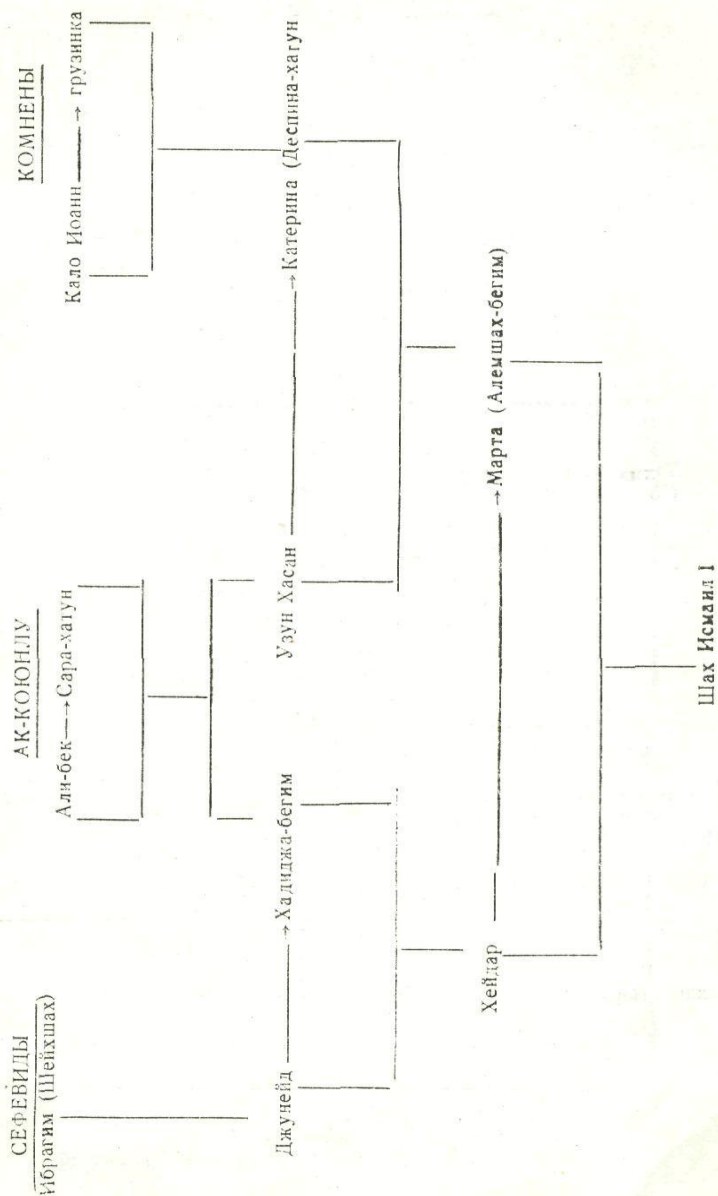 СЕФЕВИДЫ
Ибрагим (Шейхшах)
АК-КОЮНЛУ
Али-бек → Сара-хатун
КОМНЕНЫ
Кало Иоанн → грузинка
Джунейд → Халиджа-бегим
Узун Хасан → Катерина (Деспина-хатун
Хейдар → Марта (Алемшах-бегим)
Шах Исмаил I